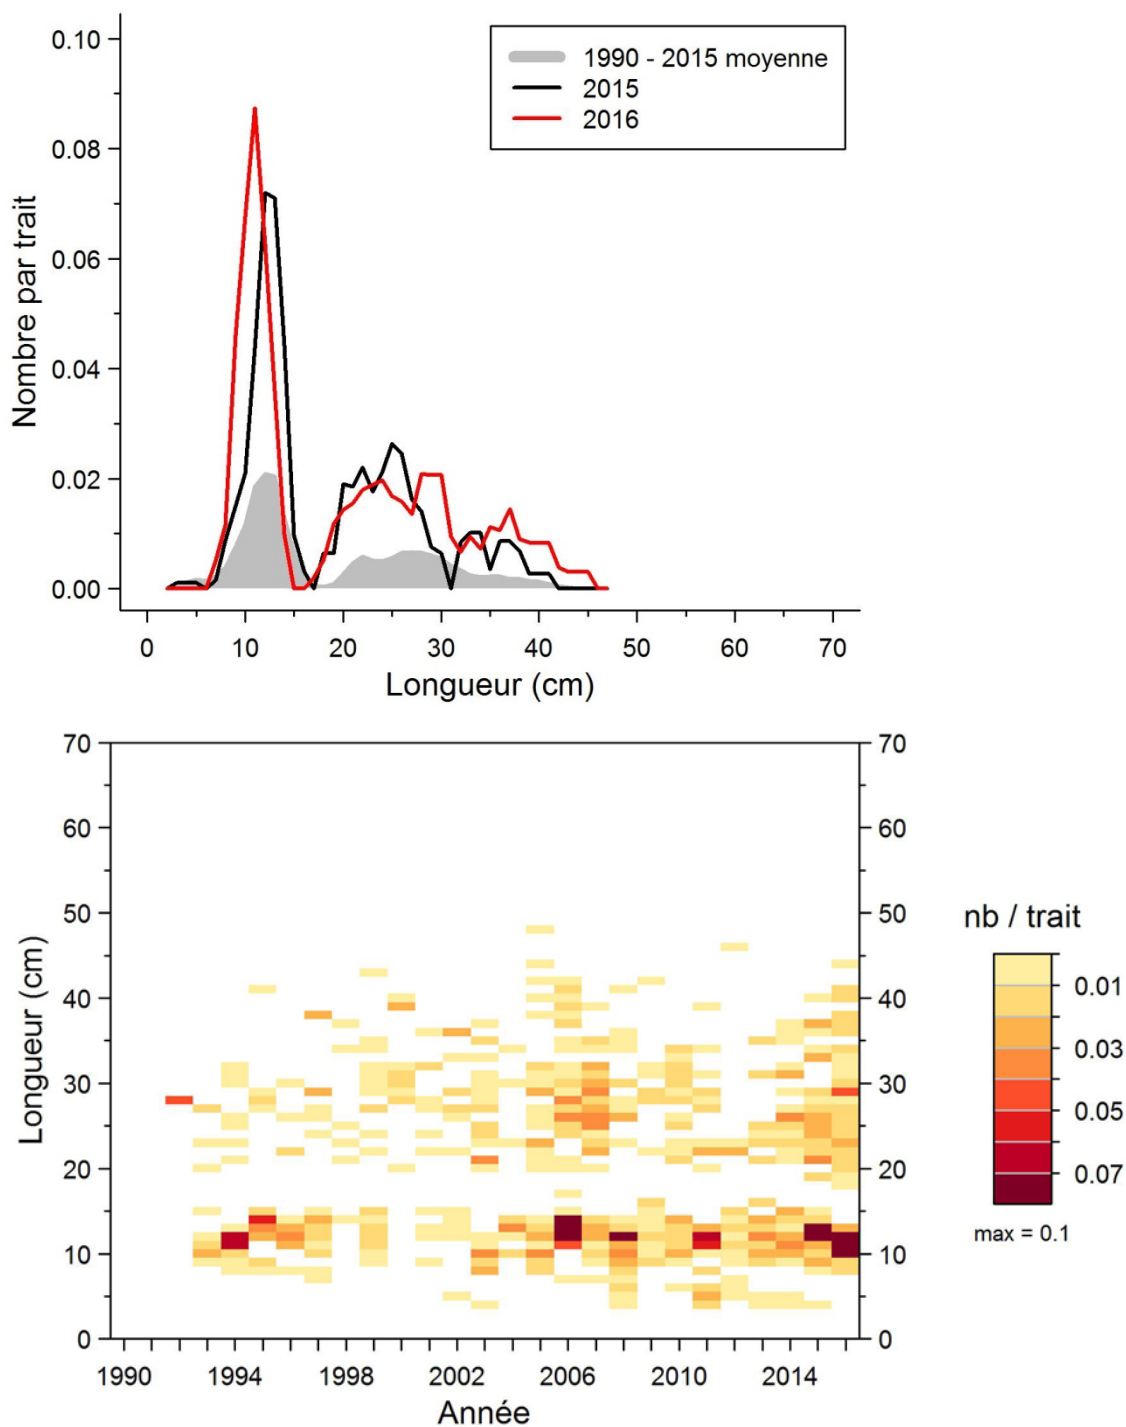 0.10
0.08
0.06
0.04
0.02
0.00
Nombre par trait
1990 - 2015 moyenne
2015
2016
0 10 20 30 40 50 60 70
Longueur (cm)
70 70
60 60
50 50
40 40
30 30
20 20
10 10
0 0
Longueur (cm)
1990 1994 1998 2002 2006 2010 2014
Année
nb / trait
0.01
0.03
0.05
0.07
max = 0.1